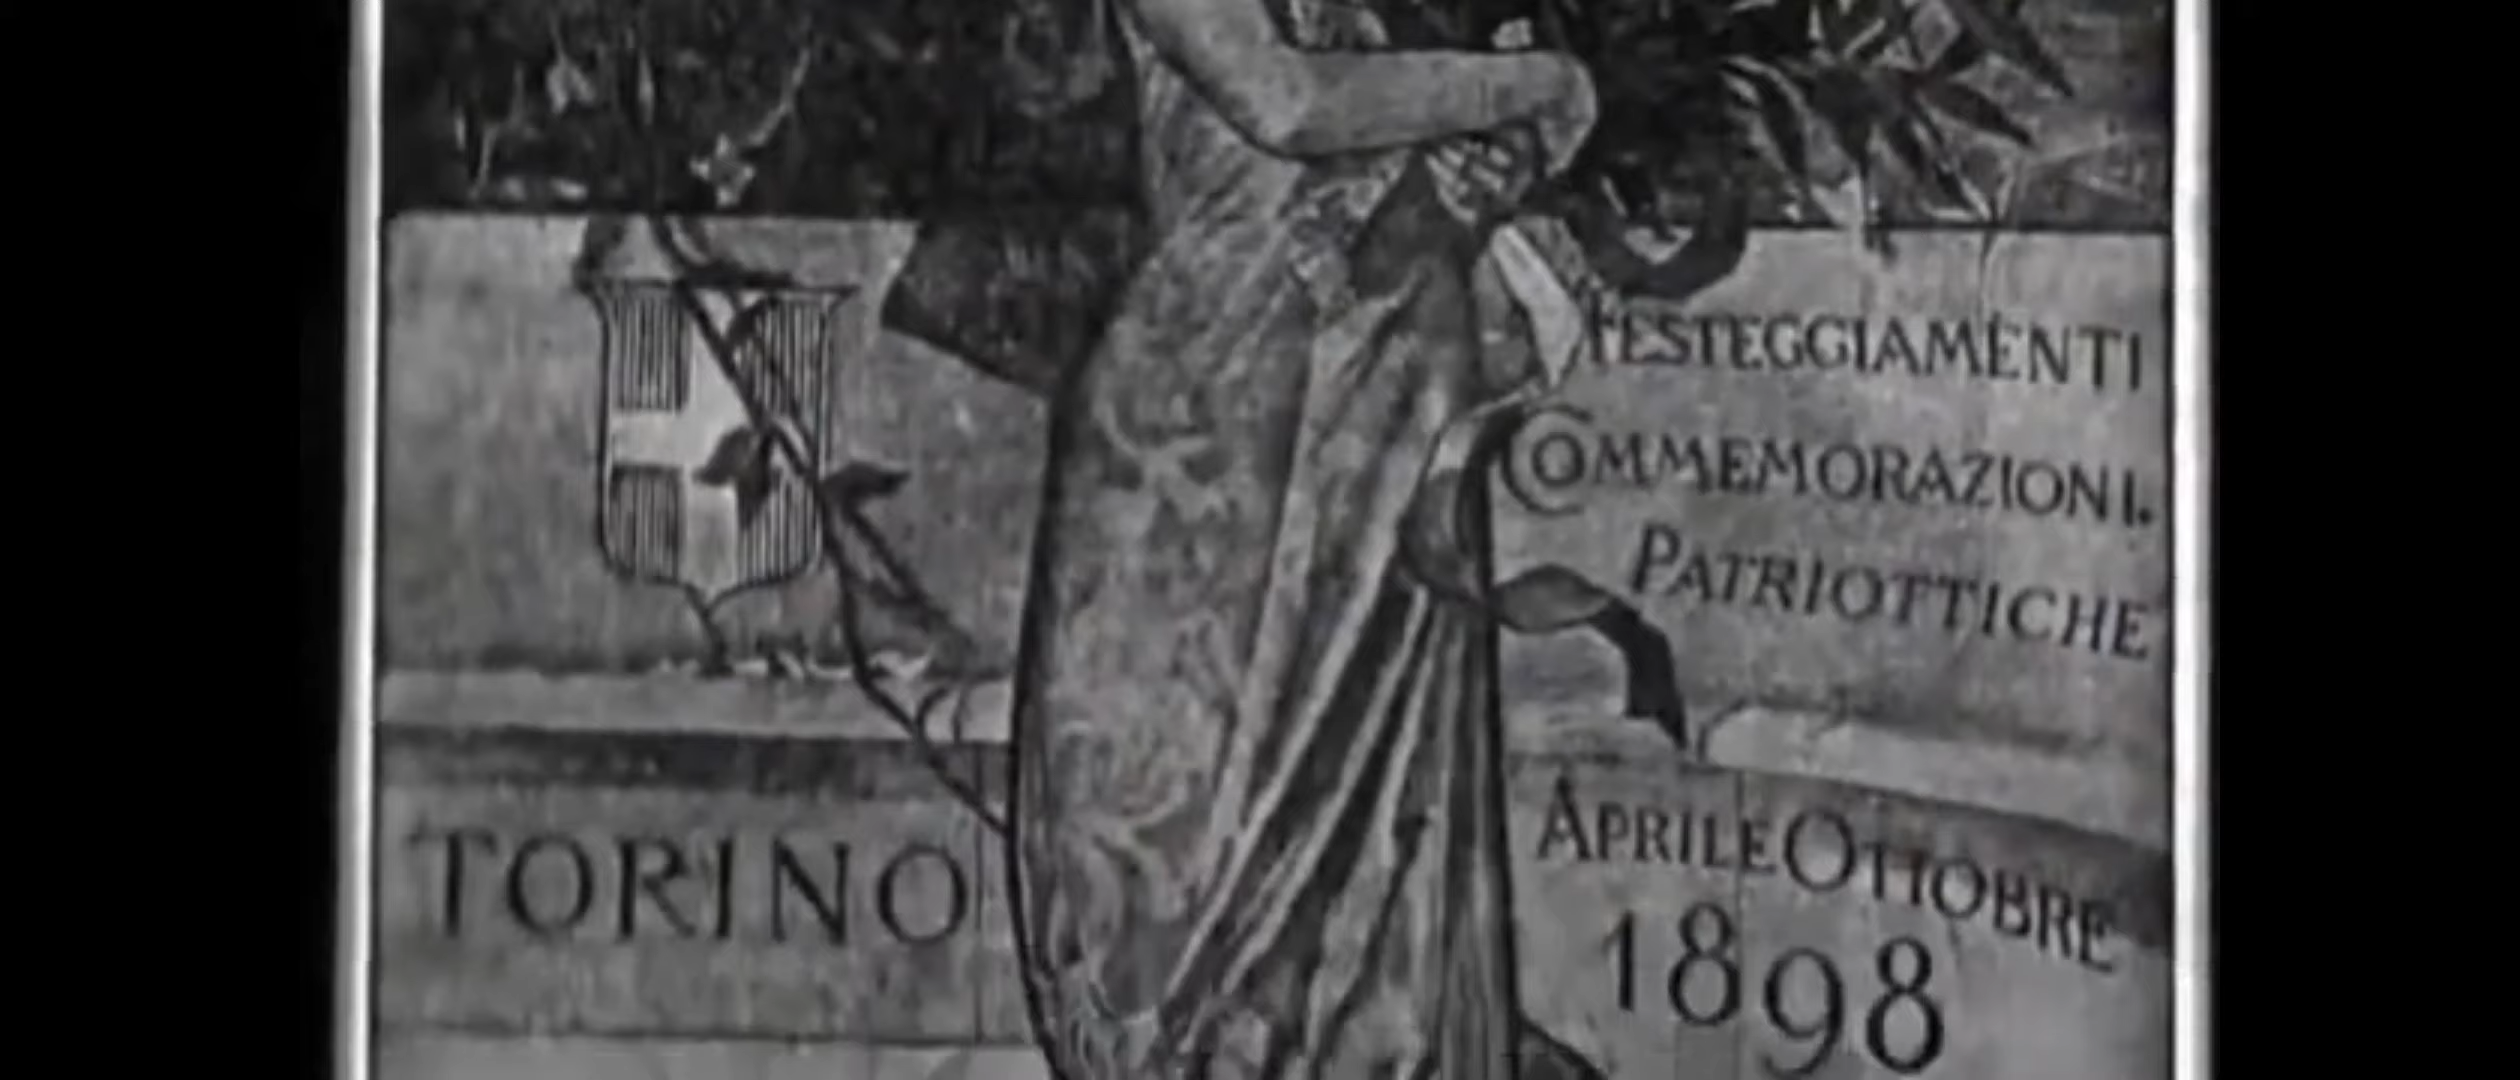 FESTEGGIAMENTI
COMMEMORAZIONI.
PATRIOTTICHE
TORINO
APRILE OTTOBRE
1898